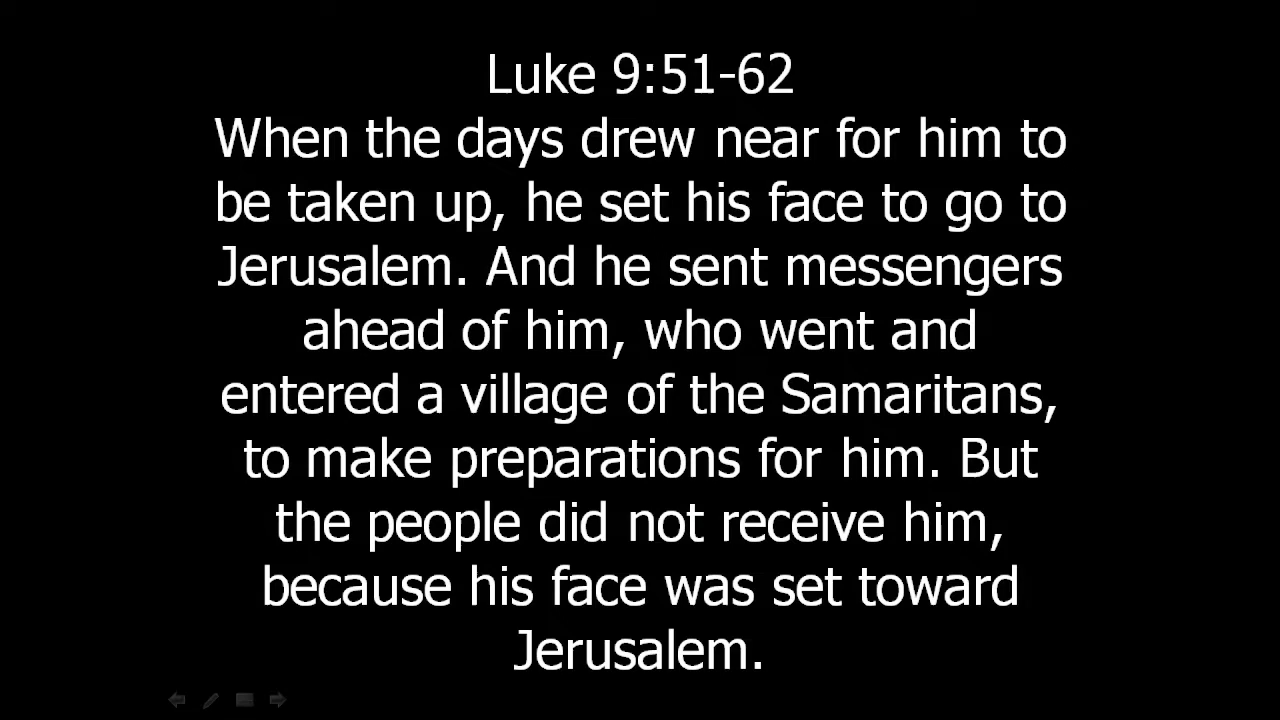 Luke 9:51-62
When the days drew near for him to
be taken up, he set his face to go to
Jerusalem. And he sent messengers
ahead of him, who went and
entered a village of the Samaritans,
to make preparations for him. But
the people did not receive him,
because his face was set toward
Jerusalem.